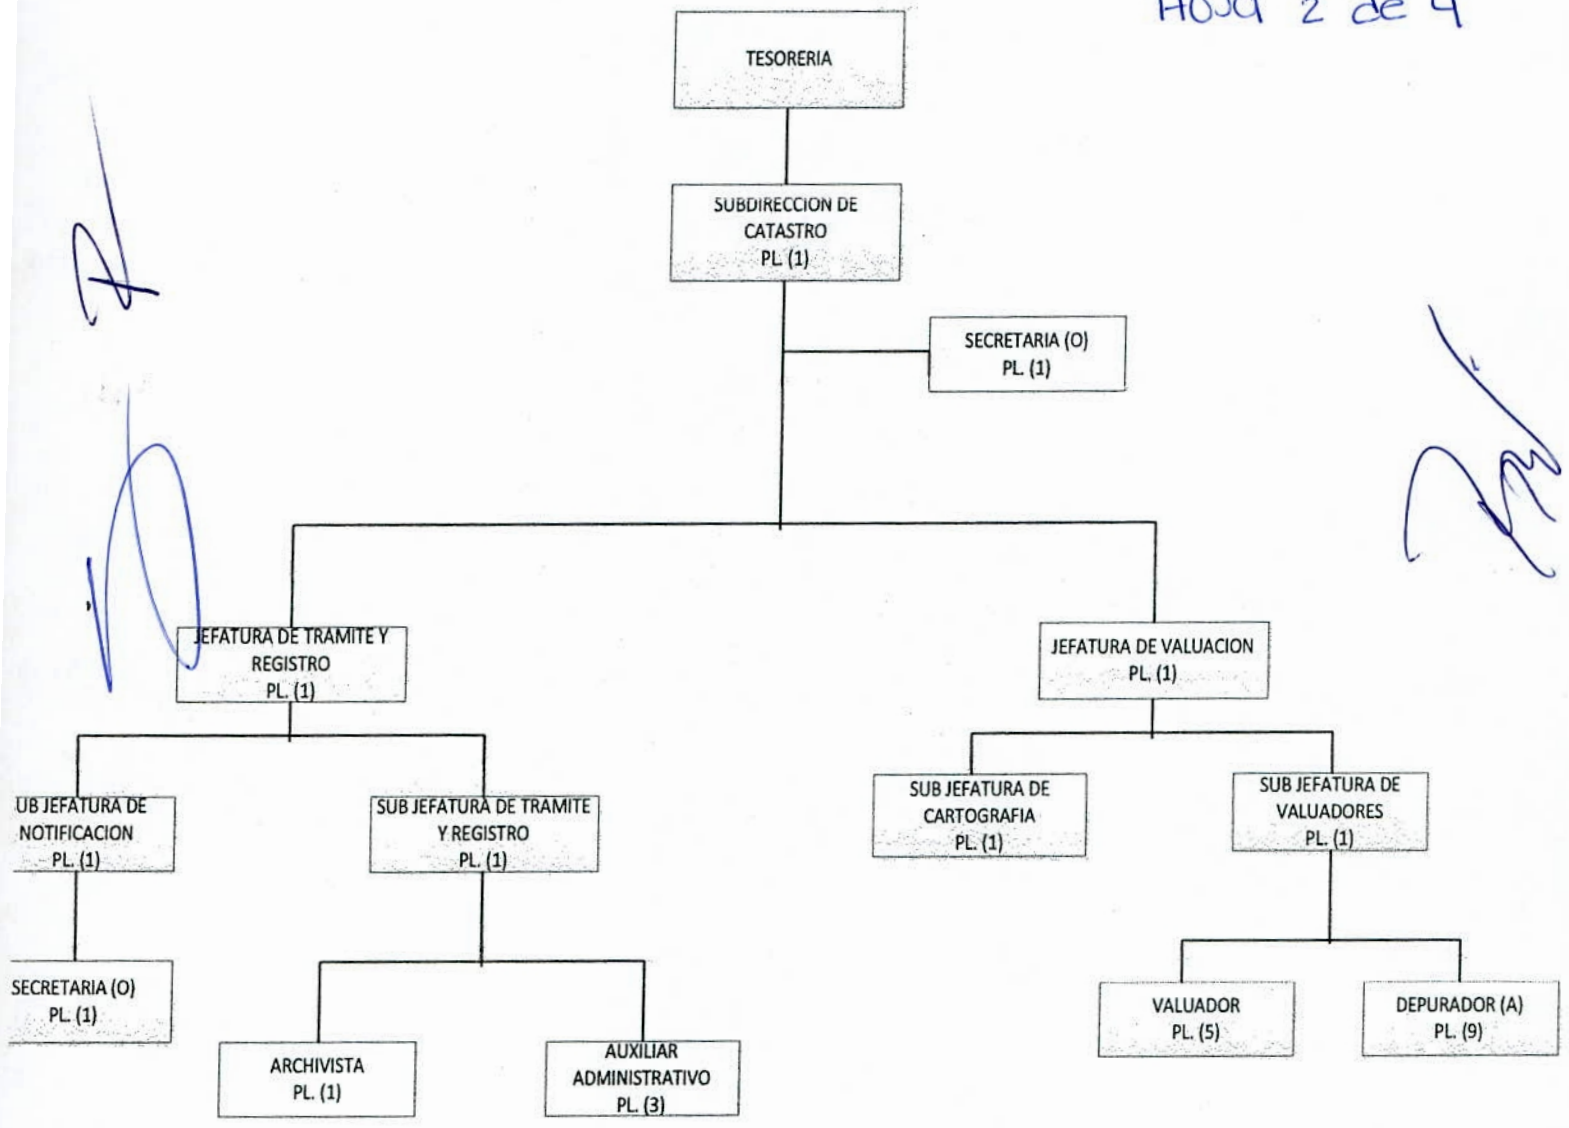 Hoja 2 de 4
TESORERIA
SUBDIRECCION DE
CATASTRO
PL. (1)
SECRETARIA (O)
PL. (1)
JEFATURA DE TRAMITE Y
REGISTRO
PL. (1)
JEFATURA DE VALUACION
PL. (1)
UB JEFATURA DE
NOTIFICACION
PL. (1)
SUB JEFATURA DE TRAMITE
Y REGISTRO
PL. (1)
SUB JEFATURA DE
CARTOGRAFIA
PL. (1)
SUB JEFATURA DE
VALUADORES
PL. (1)
SECRETARIA (O)
PL. (1)
ARCHIVISTA
PL. (1)
AUXILIAR
ADMINISTRATIVO
PL. (3)
VALUADOR
PL. (5)
DEPURADOR (A)
PL. (9)